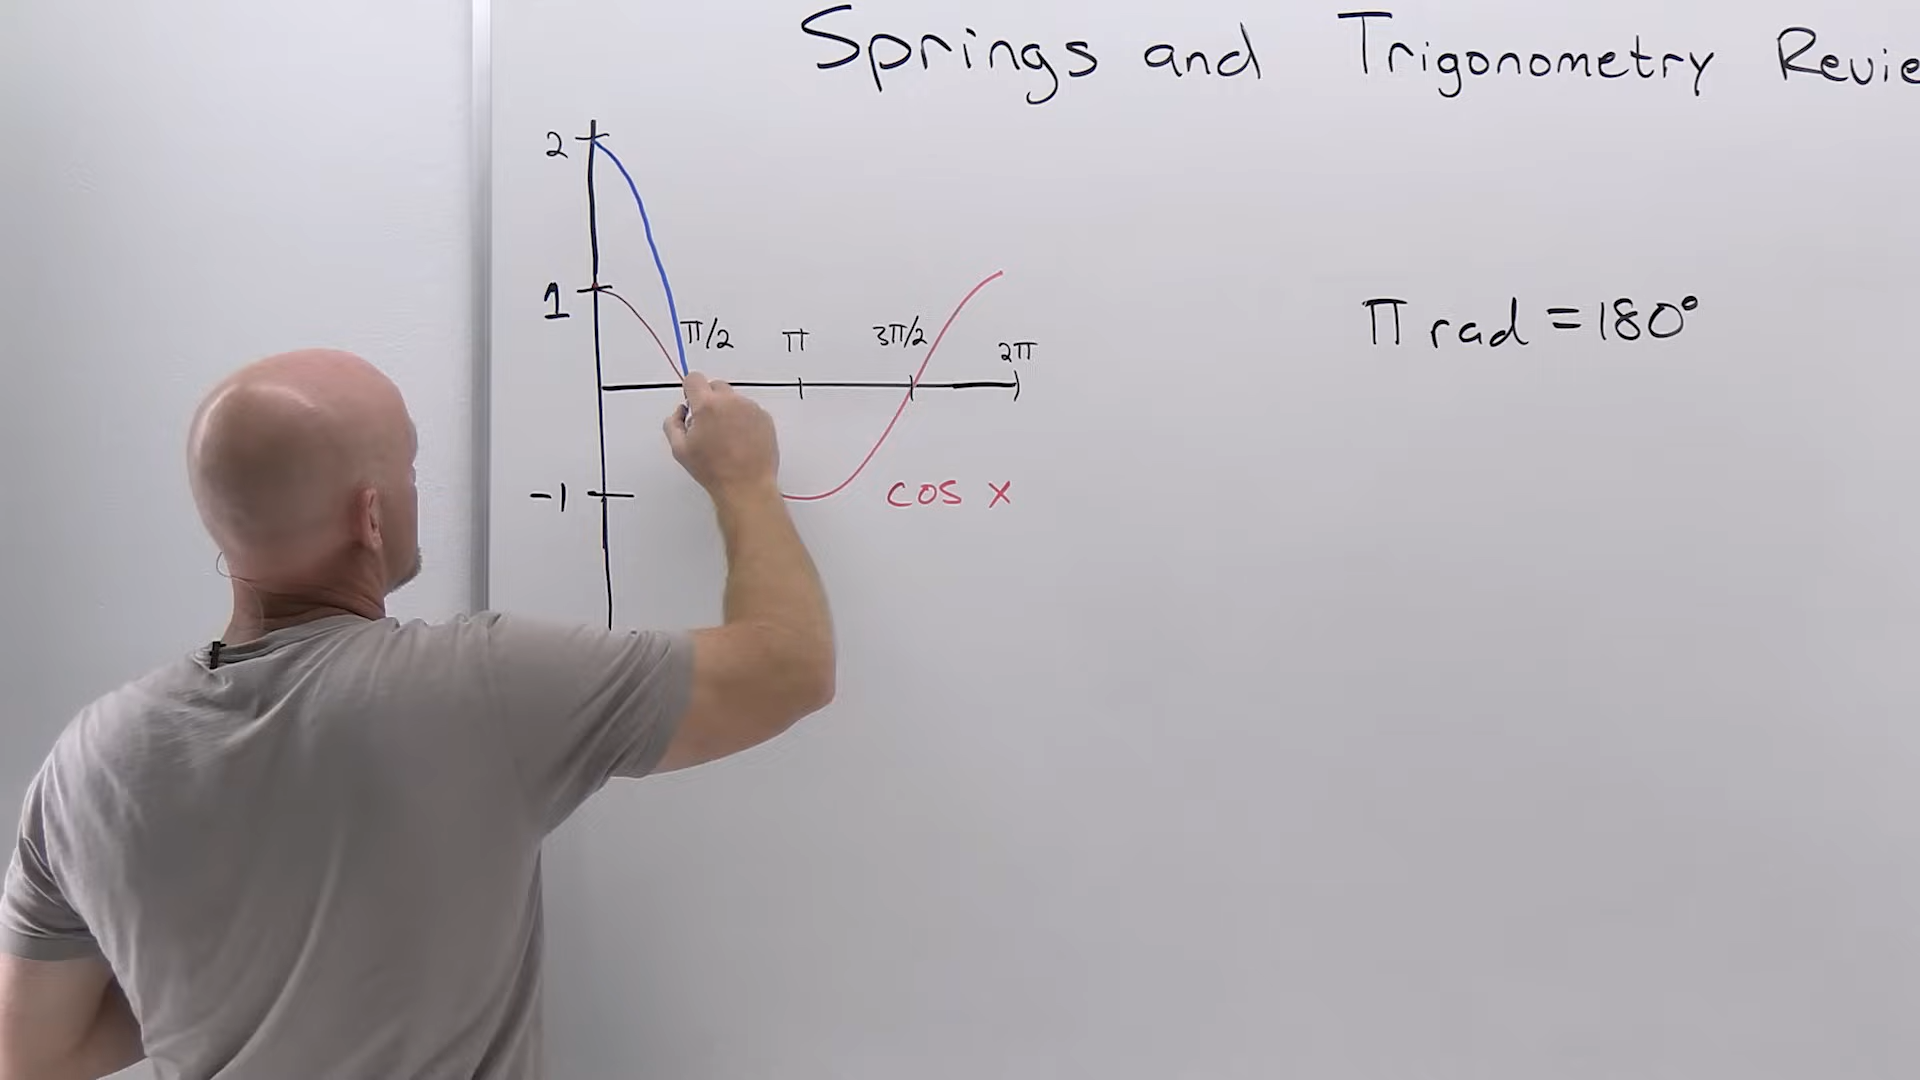 Springs and Trigonometry Revie
2
1
π/2
π
3π/2
2π
π rad = 180°
-1
cos x